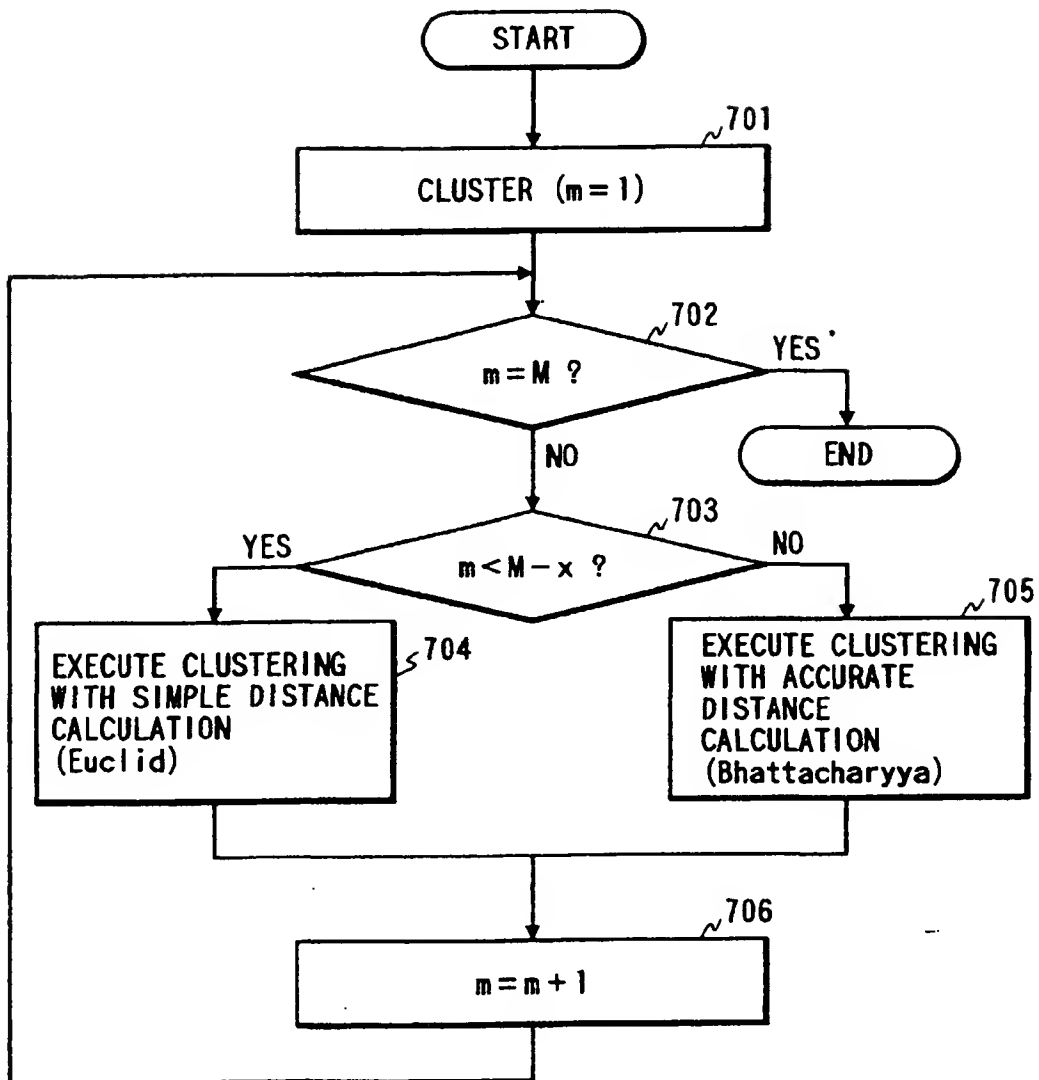 START
701
CLUSTER (m=1)
702
m=M ?
YES
END
NO
703
YES
m<M-x ?
NO
704
EXECUTE CLUSTERING
WITH SIMPLE DISTANCE
CALCULATION
(Euclid)
705
EXECUTE CLUSTERING
WITH ACCURATE
DISTANCE
CALCULATION
(Bhattacharyya)
706
m=m+1